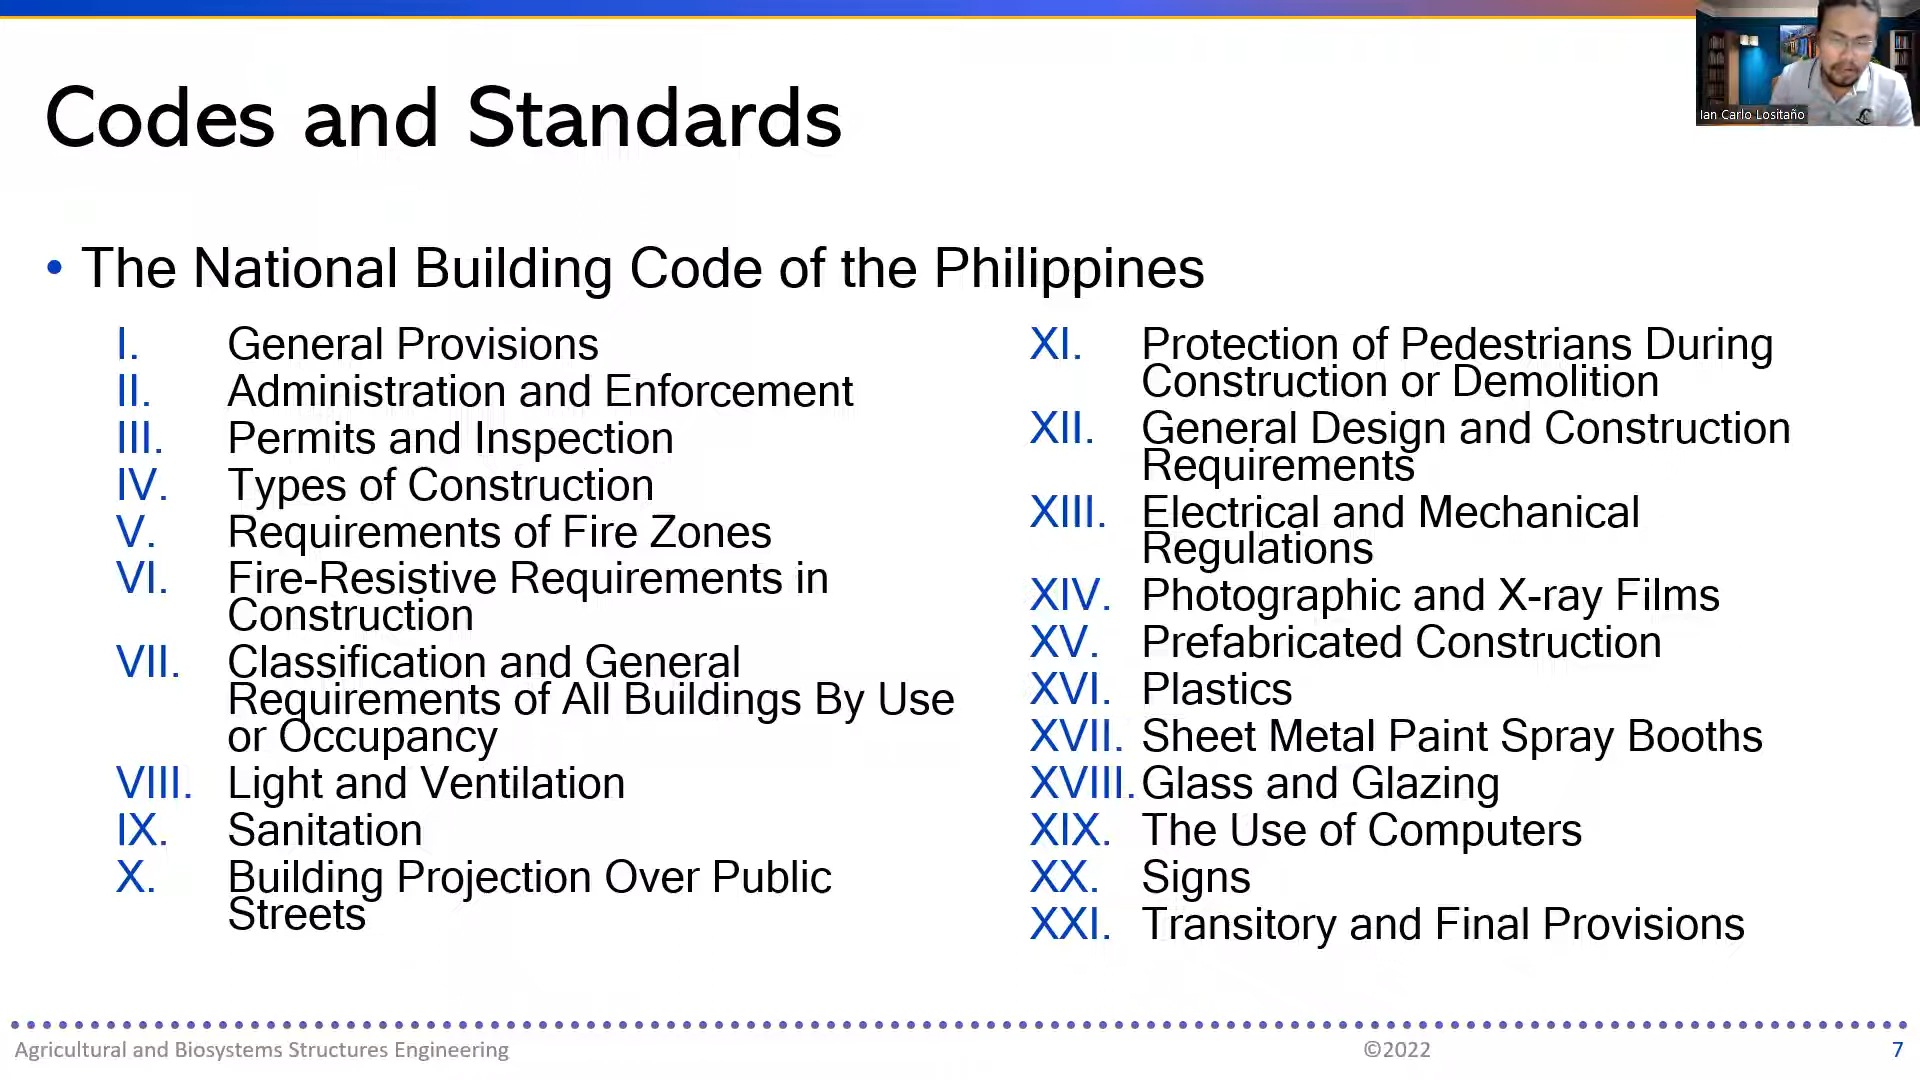 Codes and Standards
Ian Carlo Lositaño
• The National Building Code of the Philippines
I. General Provisions
II. Administration and Enforcement
III. Permits and Inspection
IV. Types of Construction
V. Requirements of Fire Zones
VI. Fire-Resistive Requirements in
Construction
VII. Classification and General
Requirements of All Buildings By Use
or Occupancy
VIII. Light and Ventilation
IX. Sanitation
X. Building Projection Over Public
Streets
XI. Protection of Pedestrians During
Construction or Demolition
XII. General Design and Construction
Requirements
XIII. Electrical and Mechanical
Regulations
XIV. Photographic and X-ray Films
XV. Prefabricated Construction
XVI. Plastics
XVII. Sheet Metal Paint Spray Booths
XVIII. Glass and Glazing
XIX. The Use of Computers
XX. Signs
XXI. Transitory and Final Provisions
Agricultural and Biosystems Structures Engineering
©2022
7